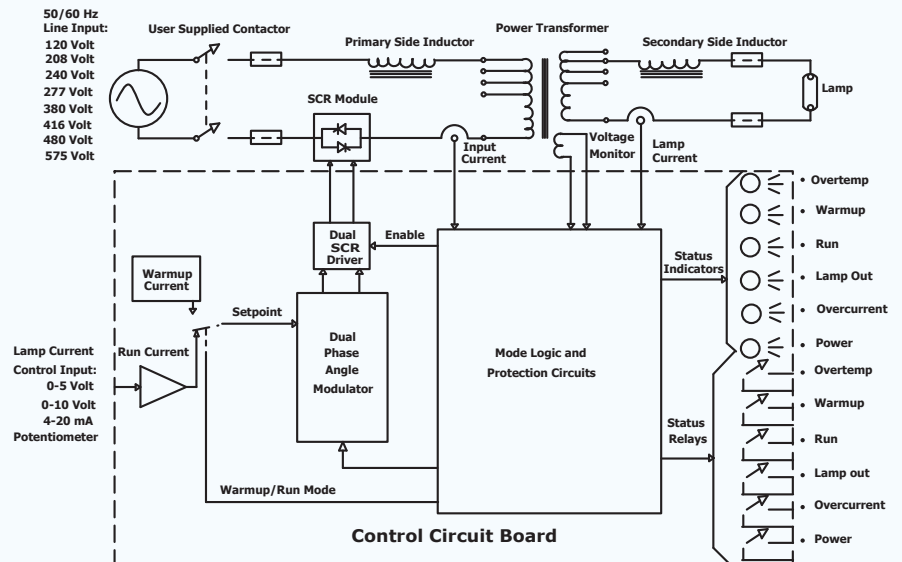 50/60 Hz
Line Input:
120 Volt
208 Volt
240 Volt
277 Volt
380 Volt
416 Volt
480 Volt
575 Volt
User Supplied Contactor
Primary Side Inductor
Power Transformer
Secondary Side Inductor
Lamp
SCR Module
Input
Current
Voltage
Monitor
Lamp
Current
Dual
SCR
Driver
Enable
Warmup
Current
Setpoint
Lamp Current
Control Input:
0-5 Volt
0-10 Volt
4-20 mA
Potentiometer
Run Current
Dual
Phase
Angle
Modulator
Mode Logic and
Protection Circuits
Warmup/Run Mode
Control Circuit Board
Status
Indicators
• Overtemp
• Warmup
• Run
• Lamp Out
• Overcurrent
• Power
Status
Relays
• Overtemp
• Warmup
• Run
• Lamp out
• Overcurrent
• Power